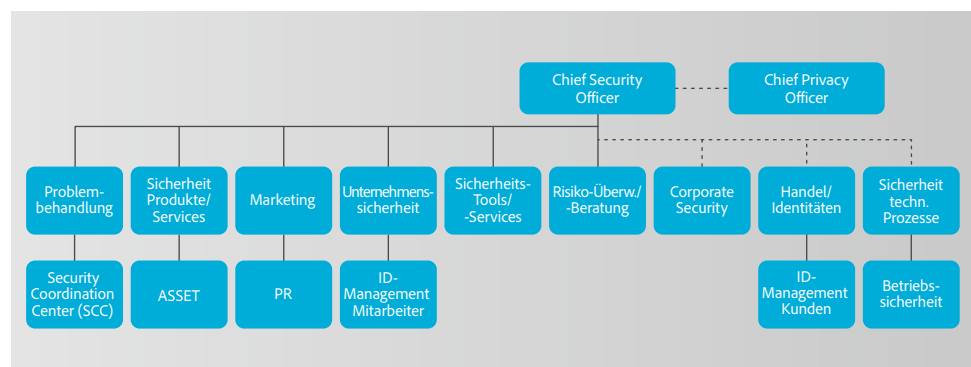 Chief Security
Officer
Chief Privacy
Officer
Problem-
behandlung
Sicherheit
Produkte/
Services
Marketing
Unternehmens-
sicherheit
Sicherheits-
Tools/
-Services
Risiko-Überw./
-Beratung
Corporate
Security
Handel/
Identitäten
Sicherheit
techn.
Prozesse
Security
Coordination
Center (SCC)
ASSET
PR
ID-
Management
Mitarbeiter
ID-
Management
Kunden
Betriebs-
sicherheit